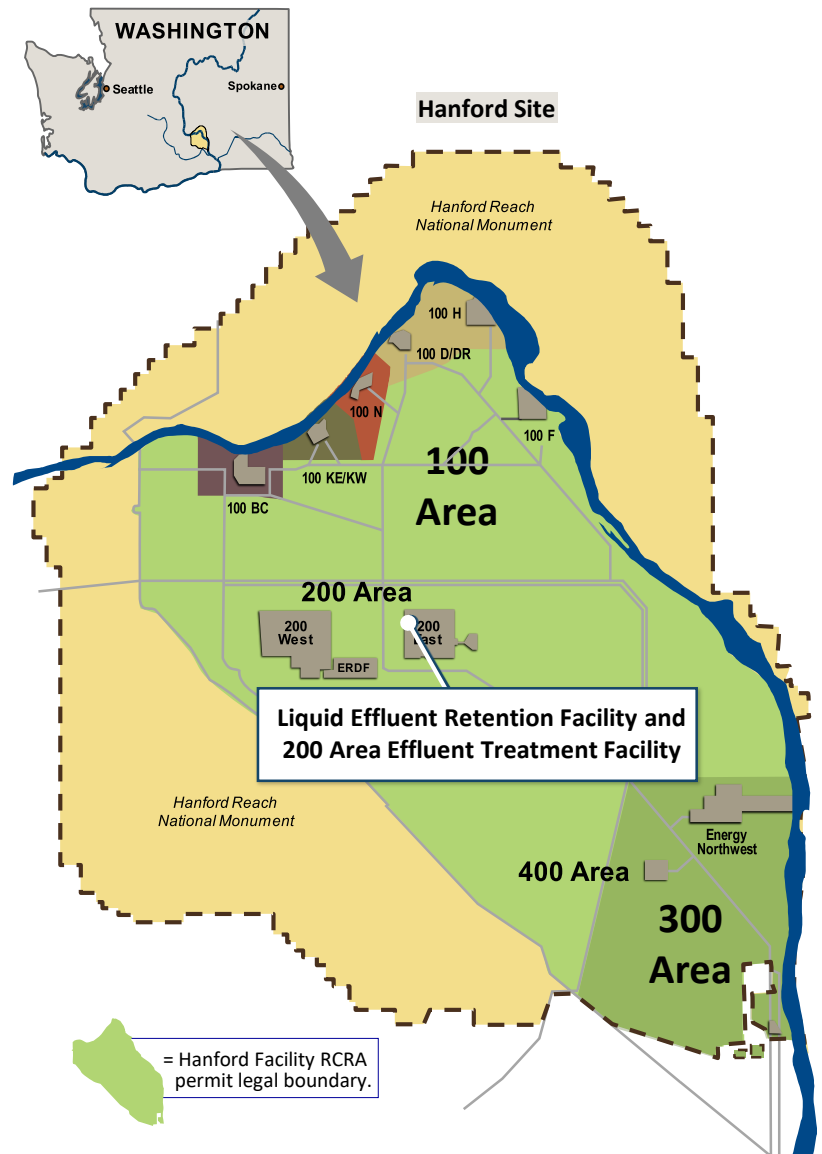 WASHINGTON
Seattle
Spokane
Hanford Site
Hanford Reach
National Monument
100 H
100 D/DR
100 N
100 F
100 KE/KW
100 BC
100
Area
200 Area
200
West
200
East
ERDF
Liquid Effluent Retention Facility and
200 Area Effluent Treatment Facility
Hanford Reach
National Monument
Energy
Northwest
400 Area
300
Area
= Hanford Facility RCRA
permit legal boundary.